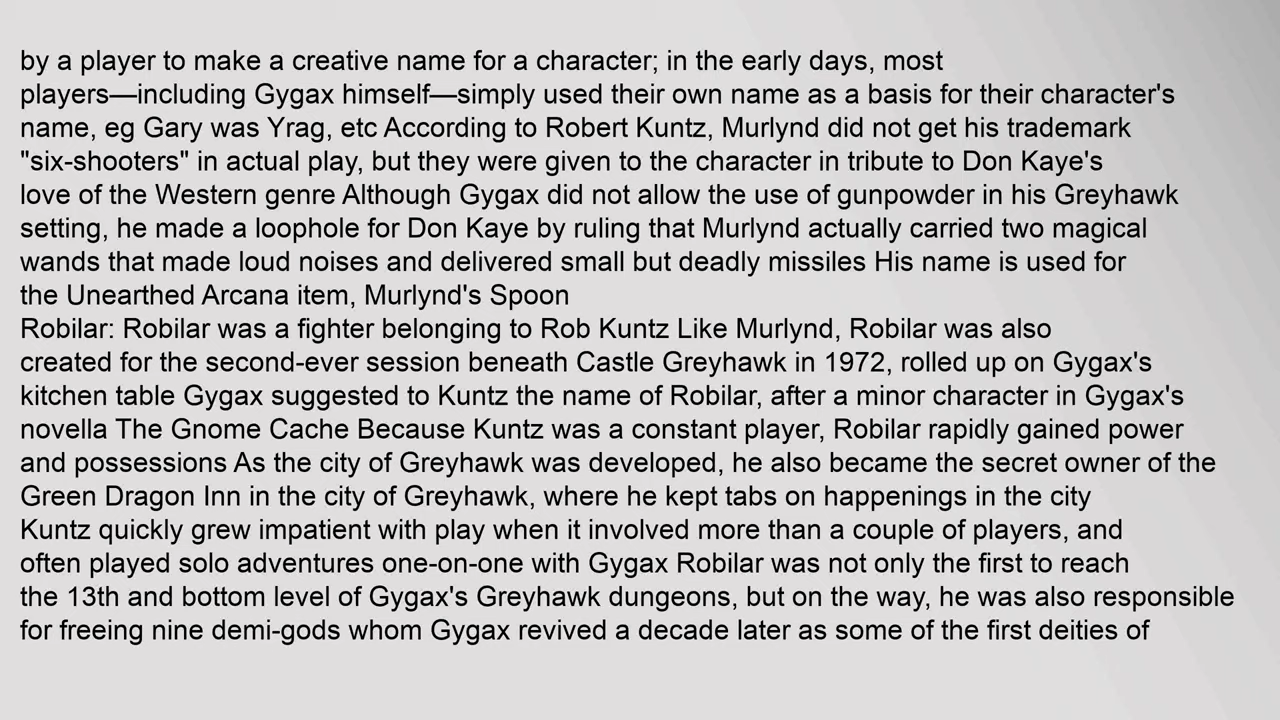 by a player to make a creative name for a character; in the early days, most
players—including Gygax himself—simply used their own name as a basis for their character's
name, eg Gary was Yrag, etc According to Robert Kuntz, Murlynd did not get his trademark
"six-shooters" in actual play, but they were given to the character in tribute to Don Kaye's
love of the Western genre Although Gygax did not allow the use of gunpowder in his Greyhawk
setting, he made a loophole for Don Kaye by ruling that Murlynd actually carried two magical
wands that made loud noises and delivered small but deadly missiles His name is used for
the Unearthed Arcana item, Murlynd's Spoon
Robilar: Robilar was a fighter belonging to Rob Kuntz Like Murlynd, Robilar was also
created for the second-ever session beneath Castle Greyhawk in 1972, rolled up on Gygax's
kitchen table Gygax suggested to Kuntz the name of Robilar, after a minor character in Gygax's
novella The Gnome Cache Because Kuntz was a constant player, Robilar rapidly gained power
and possessions As the city of Greyhawk was developed, he also became the secret owner of the
Green Dragon Inn in the city of Greyhawk, where he kept tabs on happenings in the city
Kuntz quickly grew impatient with play when it involved more than a couple of players, and
often played solo adventures one-on-one with Gygax Robilar was not only the first to reach
the 13th and bottom level of Gygax's Greyhawk dungeons, but on the way, he was also responsible
for freeing nine demi-gods whom Gygax revived a decade later as some of the first deities of